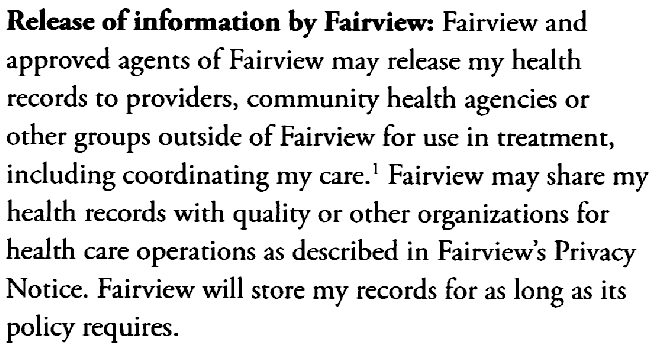 Release of information by Fairview: Fairview and
approved agents of Fairview may release my health
records to providers, community health agencies or
other groups outside of Fairview for use in treatment,
including coordinating my care.¹ Fairview may share my
health records with quality or other organizations for
health care operations as described in Fairview’s Privacy
Notice. Fairview will store my records for as long as its
policy requires.